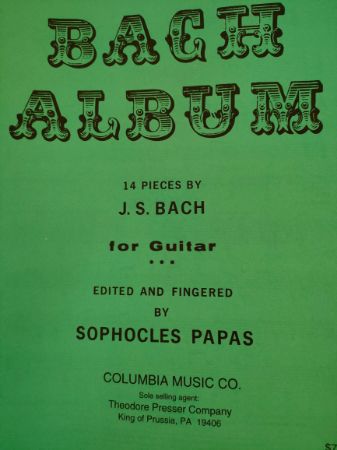 BACH
ALBUM
14 PIECES BY
J. S. BACH
for Guitar
***
EDITED AND FINGERED
BY
SOPHOCLES PAPAS
COLUMBIA MUSIC CO.
Sole selling agent:
Theodore Presser Company
King of Prussia, PA 19406